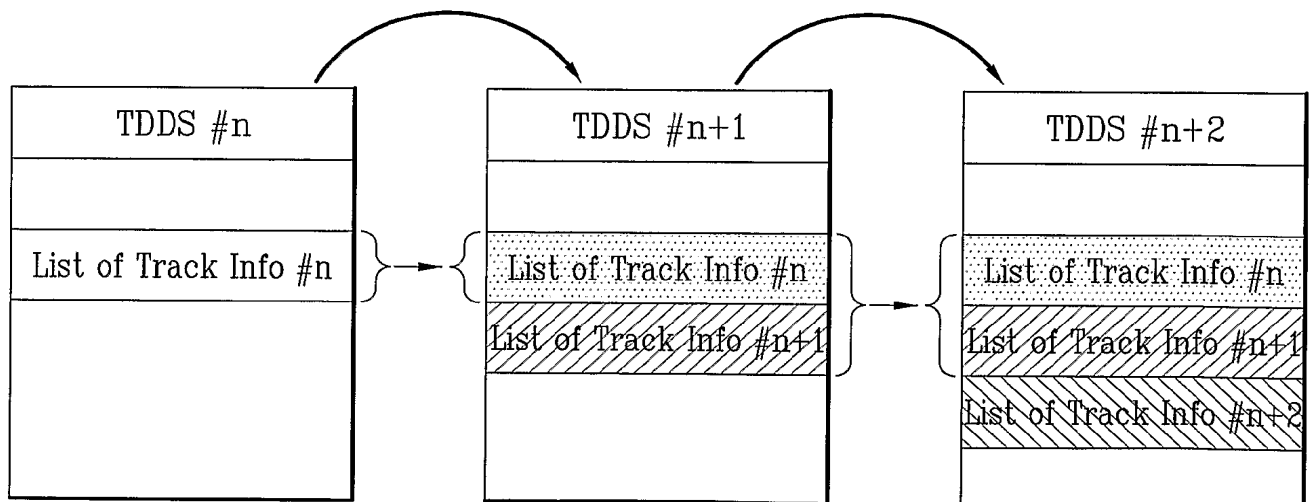 TDDS #n
List of Track Info #n
TDDS #n+1
List of Track Info #n
List of Track Info #n+1
TDDS #n+2
List of Track Info #n
List of Track Info #n+1
List of Track Info #n+2